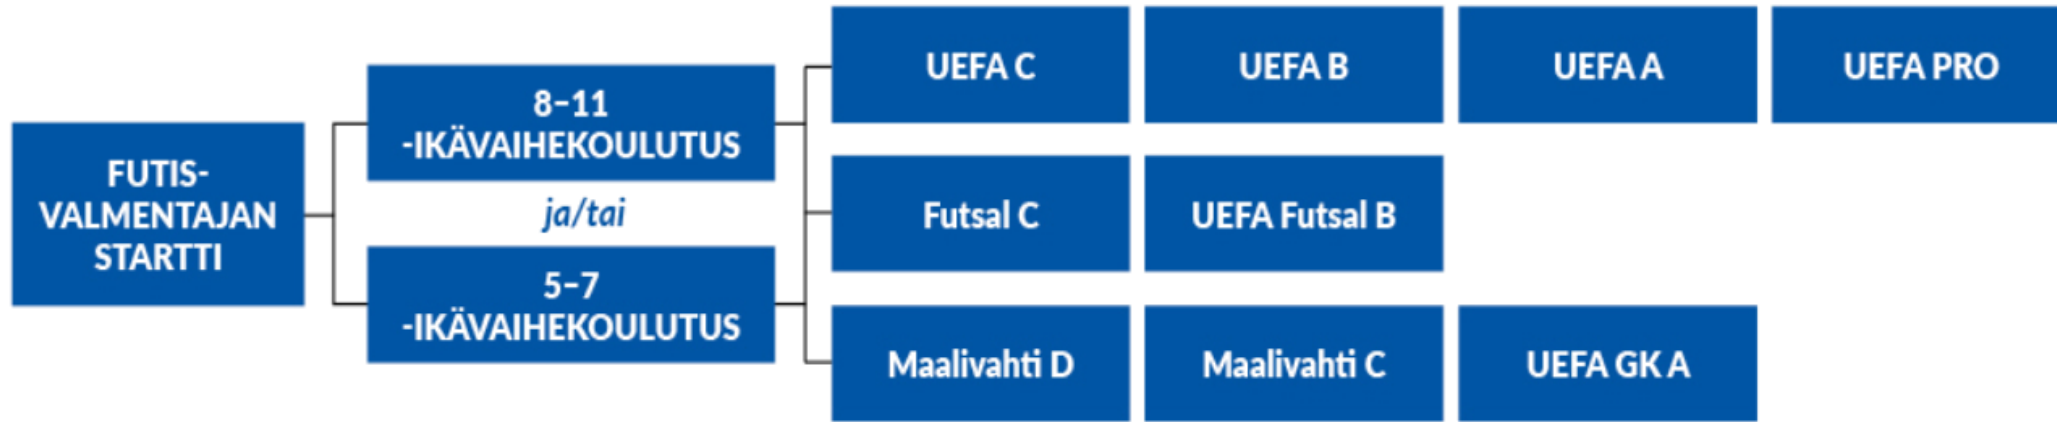 FUTIS-
VALMENTAJAN
STARTTI
8–11
-IKÄVAIHEKOULUTUS
ja/tai
5–7
-IKÄVAIHEKOULUTUS
UEFA C
UEFA B
UEFA A
UEFA PRO
Futsal C
UEFA Futsal B
Maalivahti D
Maalivahti C
UEFA GK A